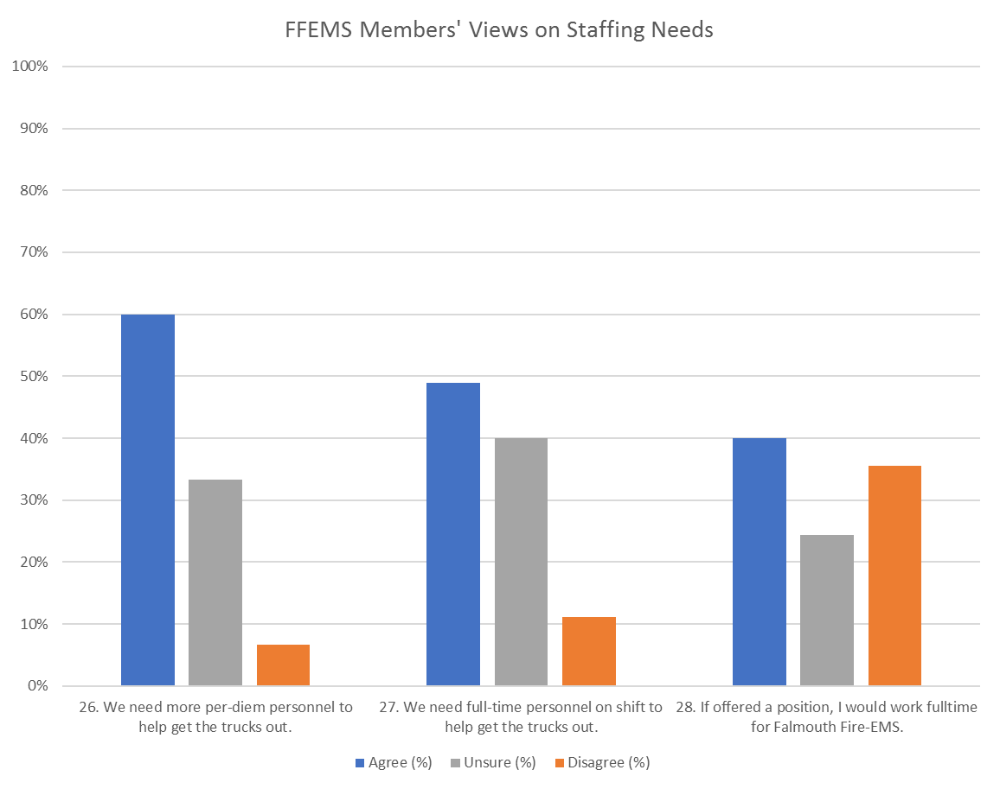 FFEMS Members' Views on Staffing Needs
100%
90%
80%
70%
60%
50%
40%
30%
20%
10%
0%
26. We need more per-diem personnel to
help get the trucks out.
27. We need full-time personnel on shift to
help get the trucks out.
28. If offered a position, I would work fulltime
for Falmouth Fire-EMS.
Agree (%) Unsure (%) Disagree (%)